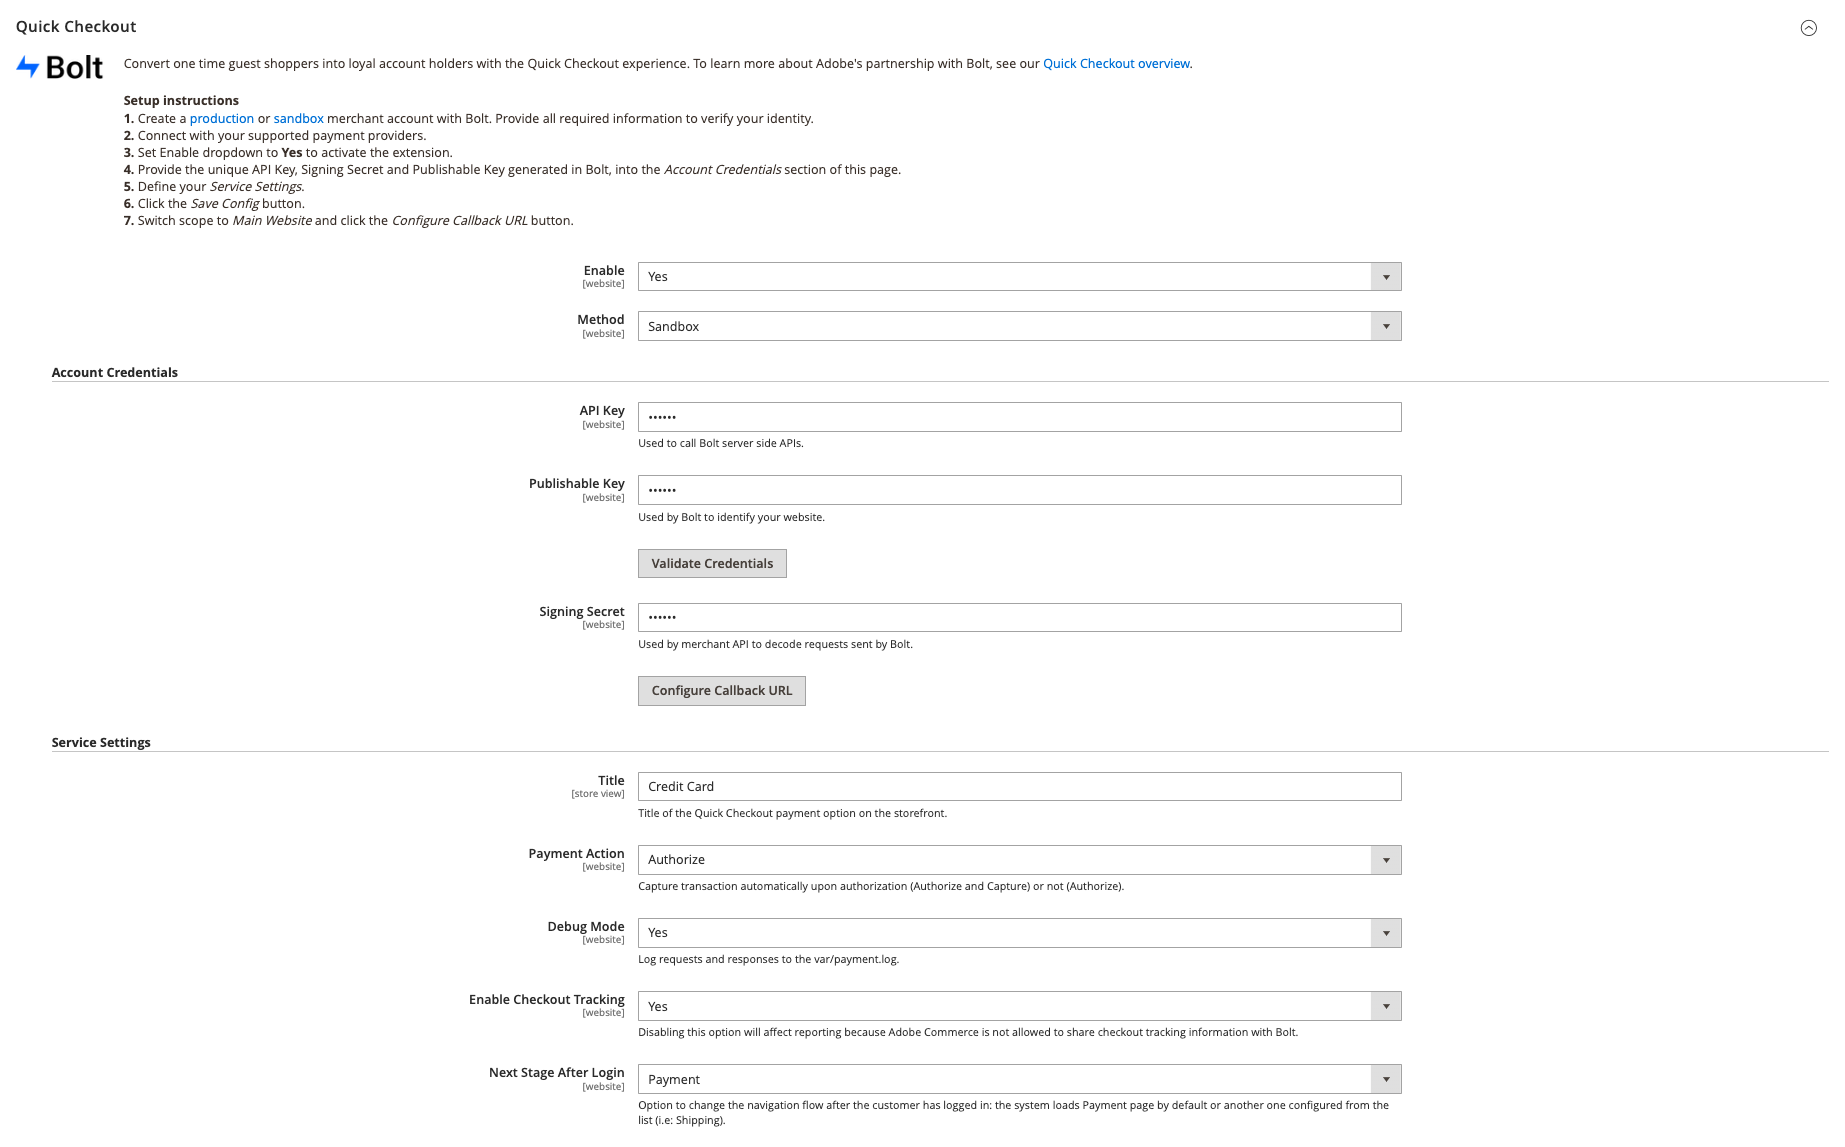 Quick Checkout
Bolt
Convert one time guest shoppers into loyal account holders with the Quick Checkout experience. To learn more about Adobe's partnership with Bolt, see our Quick Checkout overview.
Setup instructions
1. Create a production or sandbox merchant account with Bolt. Provide all required information to verify your identity.
2. Connect with your supported payment providers.
3. Set Enable dropdown to Yes to activate the extension.
4. Provide the unique API Key, Signing Secret and Publishable Key generated in Bolt, into the Account Credentials section of this page.
5. Define your Service Settings.
6. Click the Save Config button.
7. Switch scope to Main Website and click the Configure Callback URL button.
Enable
[website]
Yes
Method
[website]
Sandbox
Account Credentials
API Key
[website]
••••••
Used to call Bolt server side APIs.
Publishable Key
[website]
••••••
Used by Bolt to identify your website.
Validate Credentials
Signing Secret
[website]
••••••
Used by merchant API to decode requests sent by Bolt.
Configure Callback URL
Service Settings
Title
[store view]
Credit Card
Title of the Quick Checkout payment option on the storefront.
Payment Action
[website]
Authorize
Capture transaction automatically upon authorization (Authorize and Capture) or not (Authorize).
Debug Mode
[website]
Yes
Log requests and responses to the var/payment.log.
Enable Checkout Tracking
[website]
Yes
Disabling this option will affect reporting because Adobe Commerce is not allowed to share checkout tracking information with Bolt.
Next Stage After Login
[website]
Payment
Option to change the navigation flow after the customer has logged in: the system loads Payment page by default or another one configured from the
list (i.e: Shipping).